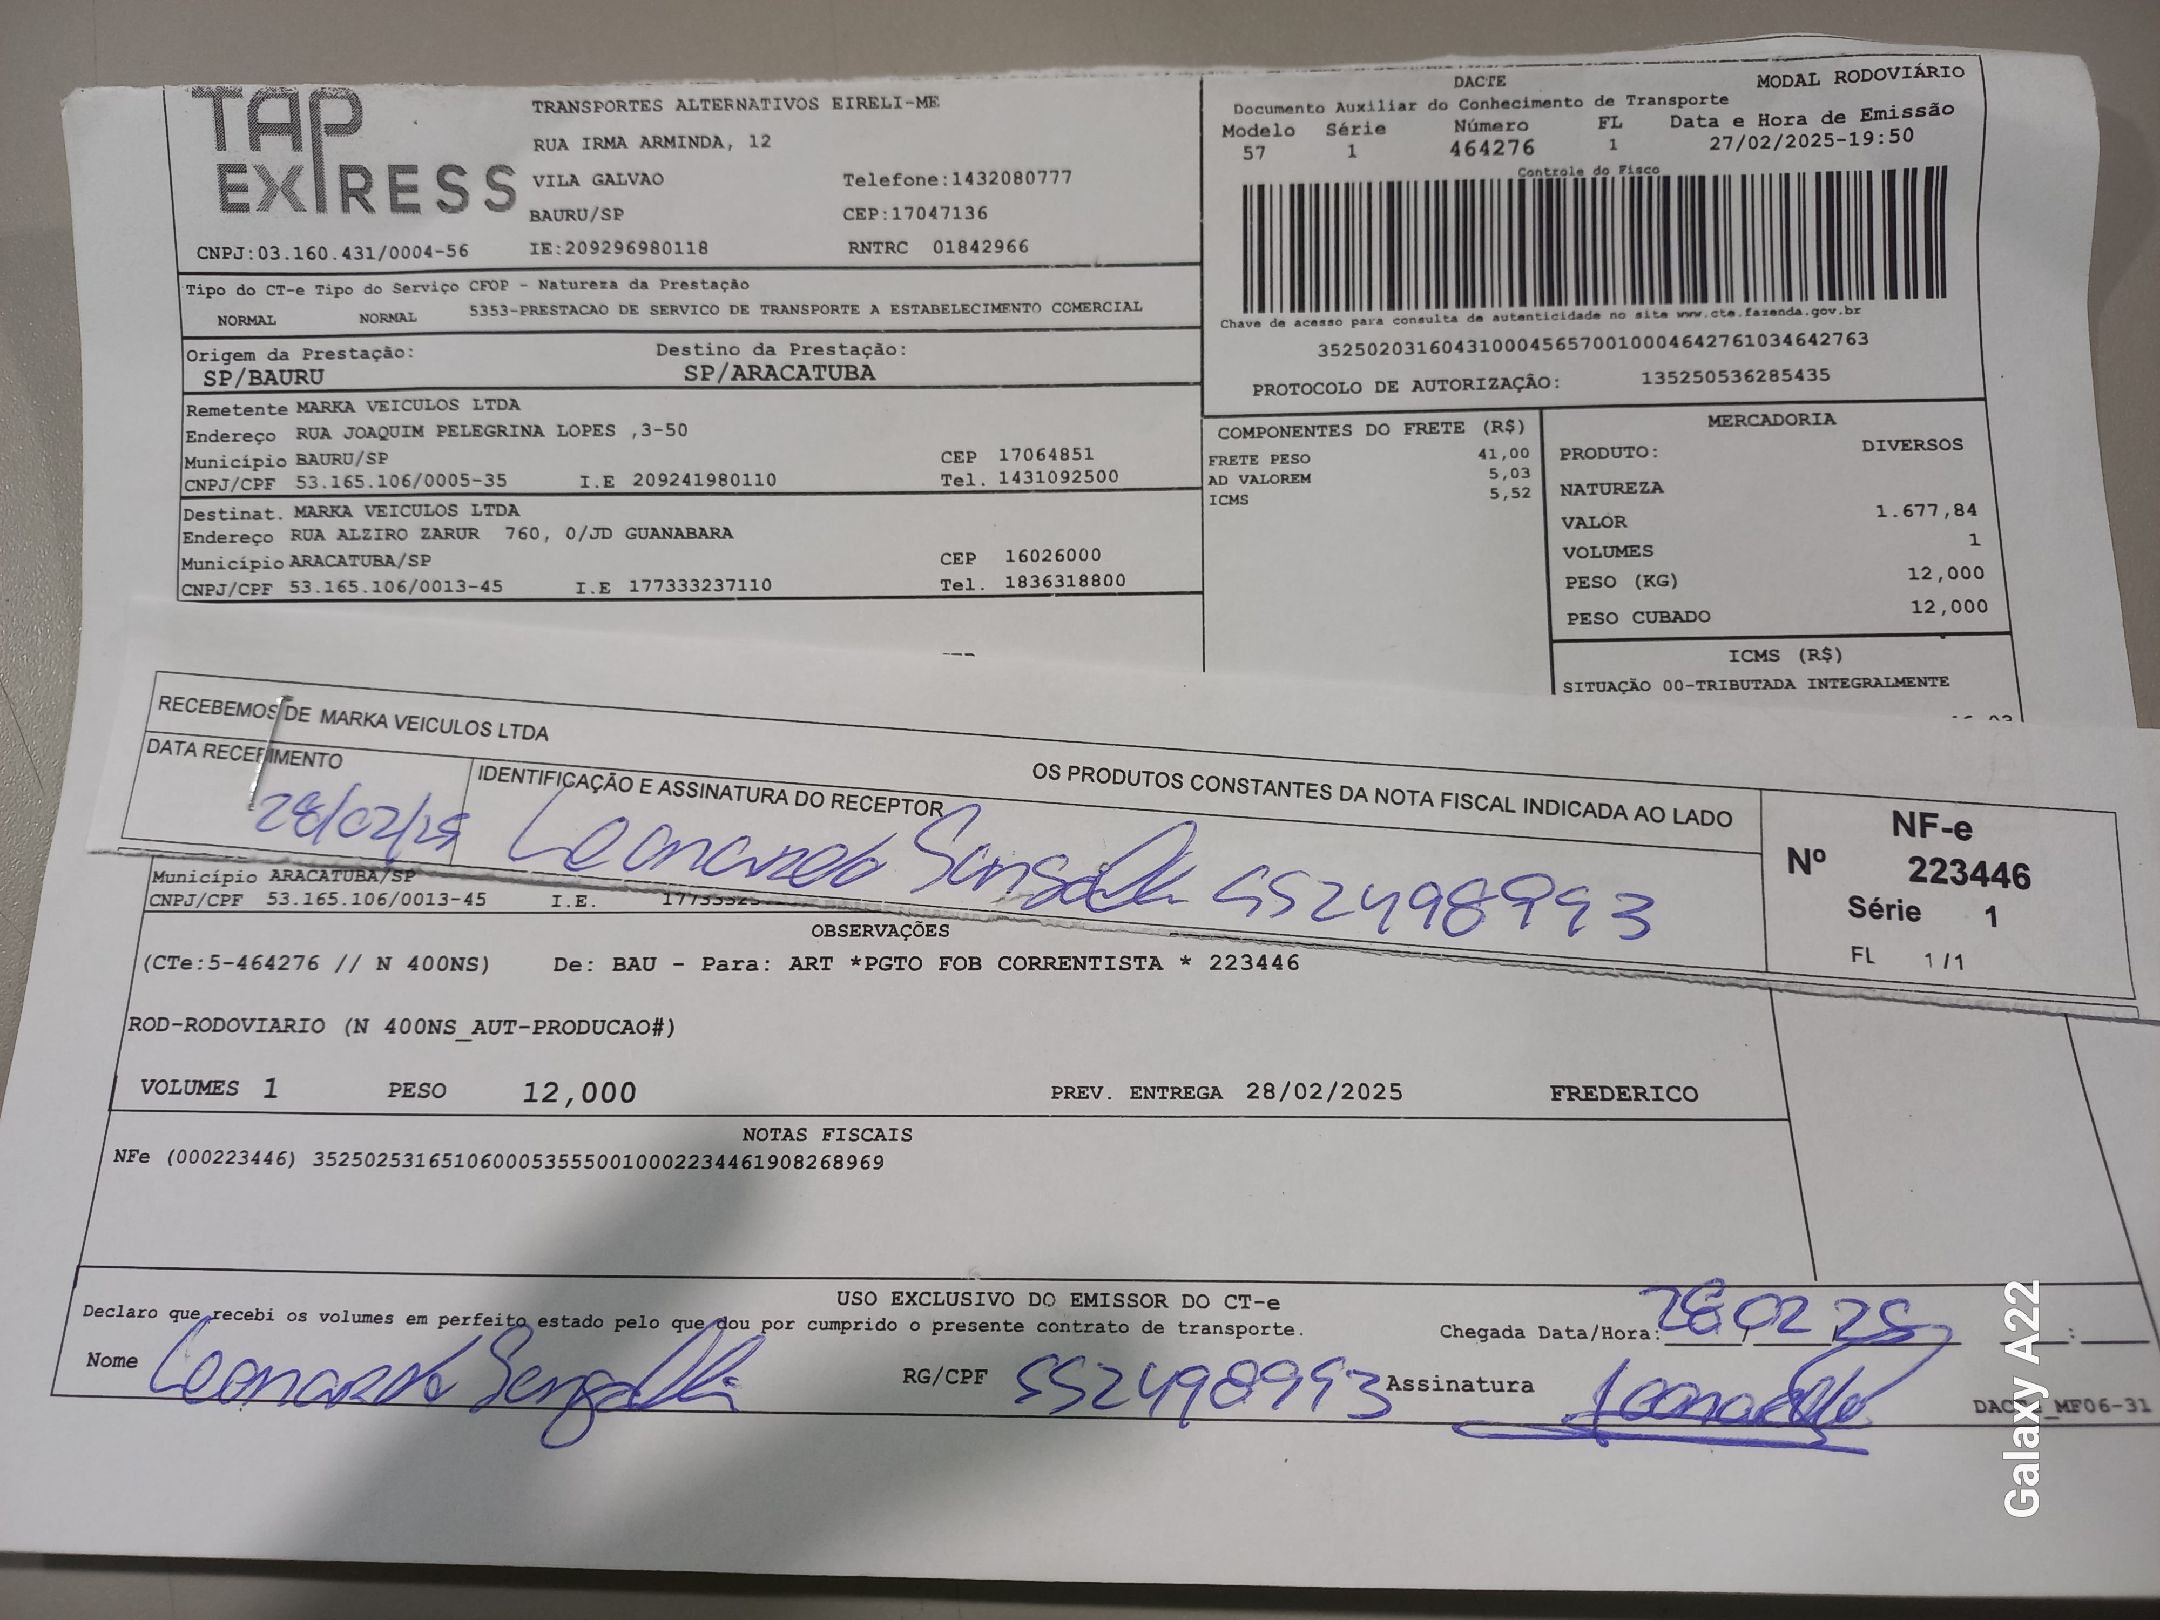 TAP EXPRESS
TRANSPORTES ALTERNATIVOS EIRELI-ME
RUA IRMA ARMINDA, 12
VILA GALVAO Telefone:1432080777
BAURU/SP CEP:17047136
CNPJ:03.160.431/0004-56 IE:209296980118 RNTRC 01842966
DACTE MODAL RODOVIÁRIO
Documento Auxiliar do Conhecimento de Transporte
Modelo Série Número FL Data e Hora de Emissão
57 1 464276 1 27/02/2025-19:50
Controle do Fisco
Chave de acesso para consulta de autenticidade no site www.cte.fazenda.gov.br
35250203160431000456570010004642761034642763
PROTOCOLO DE AUTORIZAÇÃO: 135250536285435
Tipo do CT-e Tipo do Serviço CFOP - Natureza da Prestação
NORMAL NORMAL 5353-PRESTACAO DE SERVICO DE TRANSPORTE A ESTABELECIMENTO COMERCIAL
Origem da Prestação: Destino da Prestação:
SP/BAURU SP/ARACATUBA
Remetente MARKA VEICULOS LTDA
Endereço RUA JOAQUIM PELEGRINA LOPES ,3-50
Município BAURU/SP CEP 17064851
CNPJ/CPF 53.165.106/0005-35 I.E 209241980110 Tel. 1431092500
Destinat. MARKA VEICULOS LTDA
Endereço RUA ALZIRO ZARUR 760, 0/JD GUANABARA
Município ARACATUBA/SP CEP 16026000
CNPJ/CPF 53.165.106/0013-45 I.E 177333237110 Tel. 1836318800
COMPONENTES DO FRETE (R$)
FRETE PESO 41,00
AD VALOREM 5,03
ICMS 5,52
MERCADORIA
PRODUTO: DIVERSOS
NATUREZA
VALOR 1.677,84
VOLUMES 1
PESO (KG) 12,000
PESO CUBADO 12,000
ICMS (R$)
SITUAÇÃO 00-TRIBUTADA INTEGRALMENTE
RECEBEMOS DE MARKA VEICULOS LTDA OS PRODUTOS CONSTANTES DA NOTA FISCAL INDICADA AO LADO
DATA RECEBIMENTO IDENTIFICAÇÃO E ASSINATURA DO RECEPTOR
28/02/25 Leonardo 552498993
NF-e
Nº 223446
Série 1
FL 1/1
Município ARACATUBA/SP
CNPJ/CPF 53.165.106/0013-45 I.E.
OBSERVAÇÕES
(CTe:5-464276 // N 400NS) De: BAU - Para: ART *PGTO FOB CORRENTISTA * 223446
ROD-RODOVIARIO (N 400NS_AUT-PRODUCAO#)
VOLUMES 1 PESO 12,000 PREV. ENTREGA 28/02/2025 FREDERICO
NOTAS FISCAIS
NFe (000223446) 35250253165106000535550010002234461908268969
USO EXCLUSIVO DO EMISSOR DO CT-e
Declaro que recebi os volumes em perfeito estado pelo que dou por cumprido o presente contrato de transporte. Chegada Data/Hora: 28 02 25 :
Nome Leonardo RG/CPF 552498993 Assinatura Leonardo
MF06-31
Galaxy A22